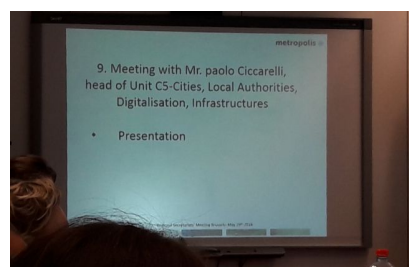 metropolis
9. Meeting with Mr. paolo Ciccarelli,
head of Unit C5-Cities, Local Authorities,
Digitalisation, Infrastructures
• Presentation